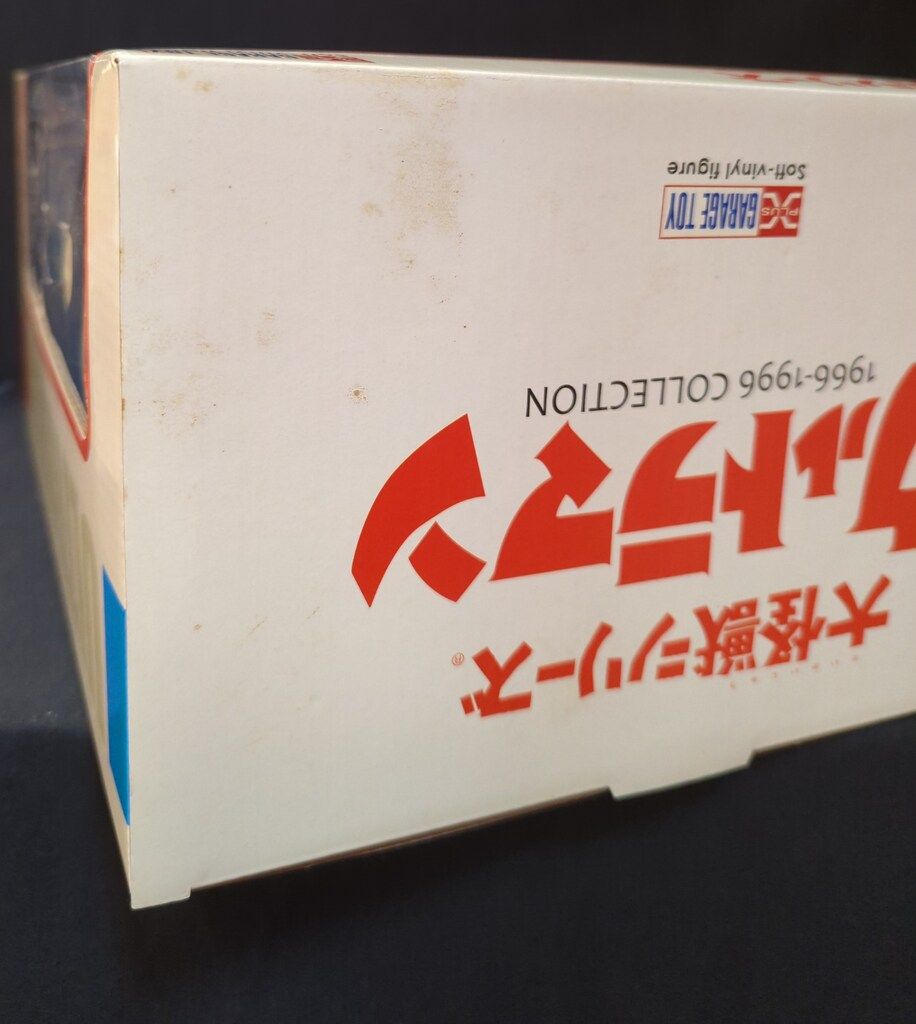 大怪獣シリーズ®
ウルトラマン
1966-1996 COLLECTION
X PLUS GARAGE TOY
Soft-vinyl figure